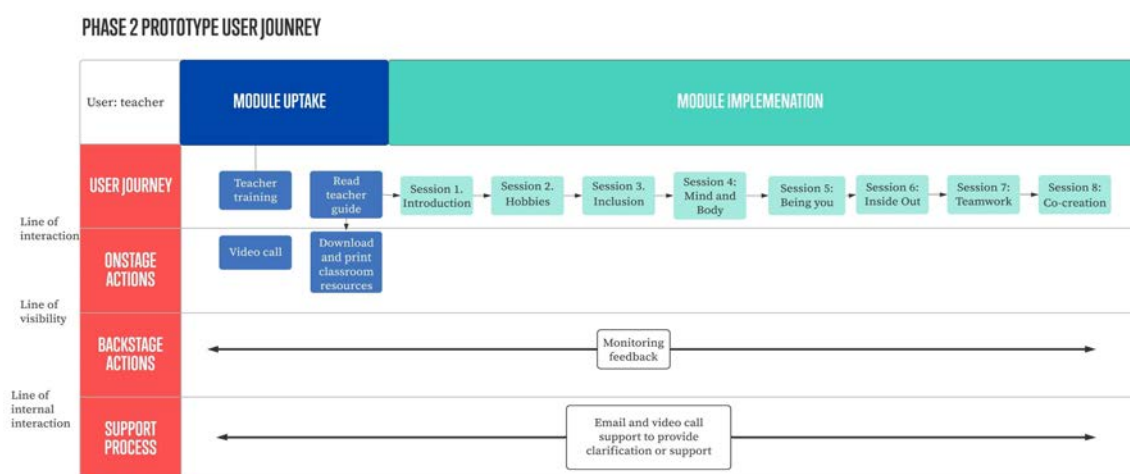 PHASE 2 PROTOTYPE USER JOUNREY
User: teacher
MODULE UPTAKE
MODULE IMPLEMENATION
USER JOURNEY
Teacher
training
Read
teacher
guide
Session 1.
Introduction
Session 2.
Hobbies
Session 3.
Inclusion
Session 4:
Mind and
Body
Session 5:
Being you
Session 6:
Inside Out
Session 7:
Teamwork
Session 8:
Co-creation
Line of
interaction
ONSTAGE
ACTIONS
Video call
Download
and print
classroom
resources
Line of
visibility
BACKSTAGE
ACTIONS
Monitoring
feedback
Line of
internal
interaction
SUPPORT
PROCESS
Email and video call
support to provide
clarification or support